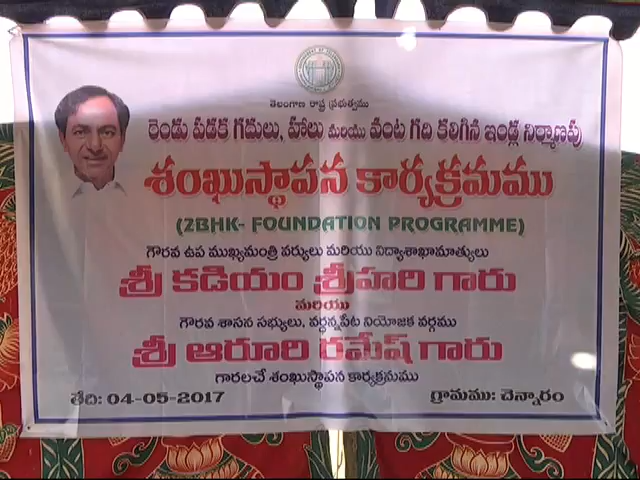 తెలంగాణ రాష్ట్ర ప్రభుత్వము
రెండు పడక గదులు, హాలు మరియు వంట గది కలిగిన ఇండ్ల నిర్మాణపు
శంఖుస్థాపన కార్యక్రమము
(2BHK- FOUNDATION PROGRAMME)
గౌరవ ఉప ముఖ్యమంత్రి వర్యులు మరియు విద్యాశాఖామాత్యులు
శ్రీ కడియం శ్రీహరి గారు
మరియు
గౌరవ శాసన సభ్యులు, వర్ధన్నపేట నియోజక వర్గము
శ్రీ ఆరూరి రమేష్ గారు
గారలచే శంఖుస్థాపన కార్యక్రమము
తేది: 04-05-2017 గ్రామము: చెన్నారం